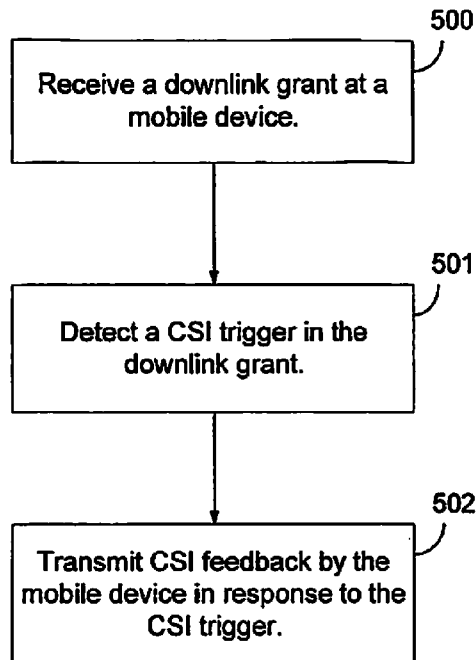 500
Receive a downlink grant at a
mobile device.
501
Detect a CSI trigger in the
downlink grant.
502
Transmit CSI feedback by the
mobile device in response to the
CSI trigger.